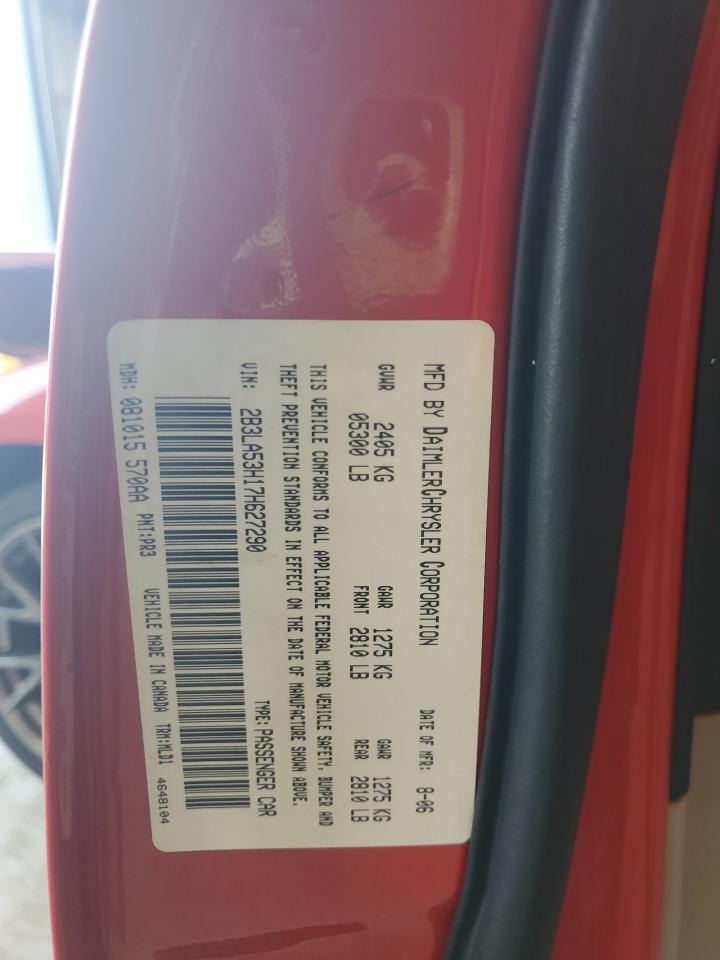 MFD BY DAIMLERCHRYSLER CORPORATION DATE OF MFR: 8-06
GVWR 2405 KG GAWR 1275 KG GAWR 1275 KG
05300 LB FRONT 2810 LB REAR 2810 LB
THIS VEHICLE CONFORMS TO ALL APPLICABLE FEDERAL MOTOR VEHICLE SAFETY, BUMPER AND
THEFT PREVENTION STANDARDS IN EFFECT ON THE DATE OF MANUFACTURE SHOWN ABOVE.
VIN: 2B3LA53H17H627290 TYPE: PASSENGER CAR
MDH: 081015 570AA PNT:PR3 VEHICLE MADE IN CANADA TRM:MLD1 4648104